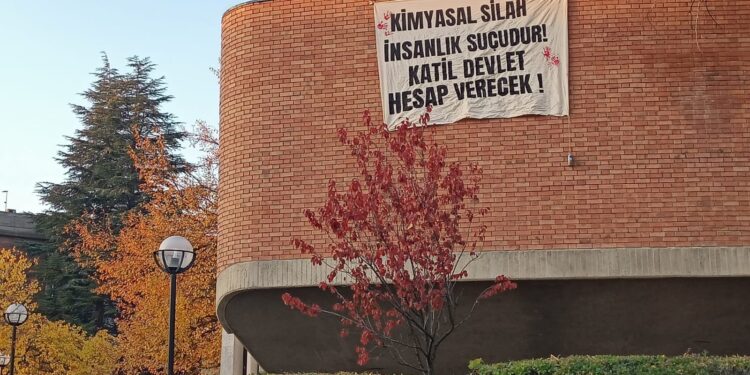 KİMYASAL SİLAH
İNSANLIK SUÇUDUR!
KATİL DEVLET
HESAP VERECEK !